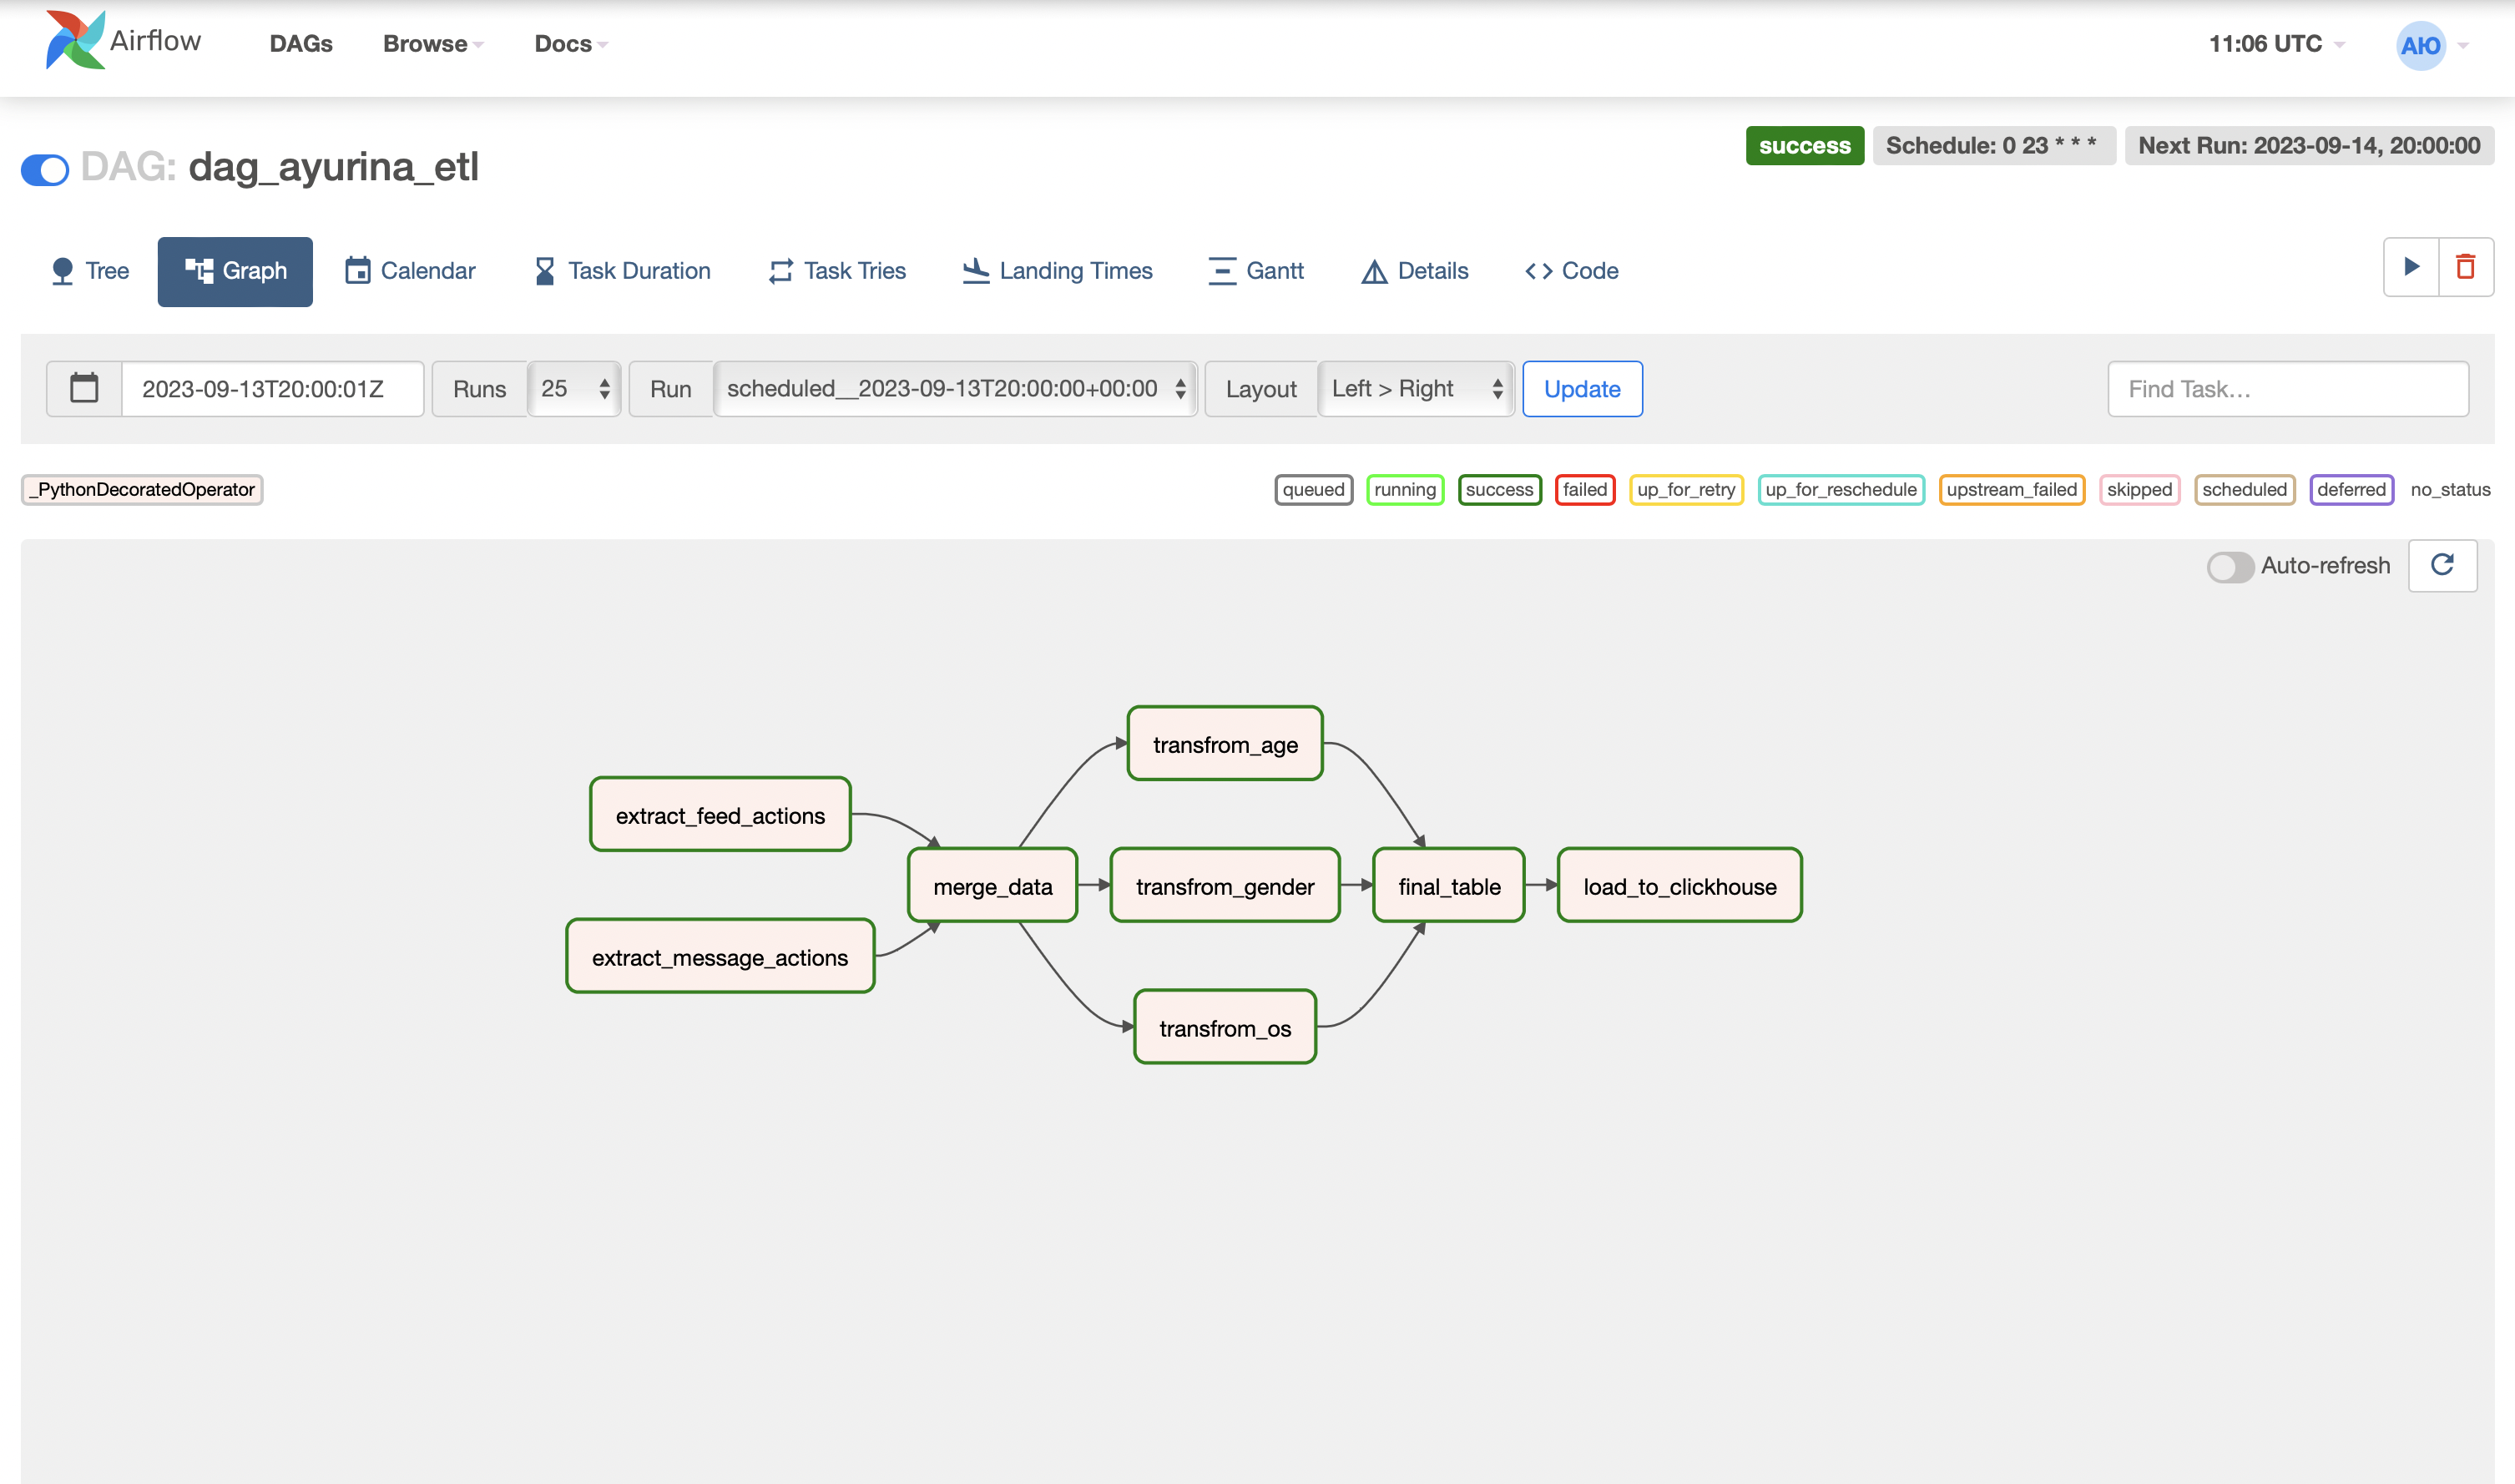 Airflow DAGs Browse Docs 11:06 UTC АЮ
success Schedule: 0 23 * * * Next Run: 2023-09-14, 20:00:00
DAG: dag_ayurina_etl
Tree Graph Calendar Task Duration Task Tries Landing Times Gantt Details Code
2023-09-13T20:00:01Z Runs 25 Run scheduled__2023-09-13T20:00:00+00:00 Layout Left > Right Update Find Task…
_PythonDecoratedOperator queued running success failed up_for_retry up_for_reschedule upstream_failed skipped scheduled deferred no_status
Auto-refresh
transfrom_age
extract_feed_actions
merge_data transfrom_gender final_table load_to_clickhouse
extract_message_actions
transfrom_os